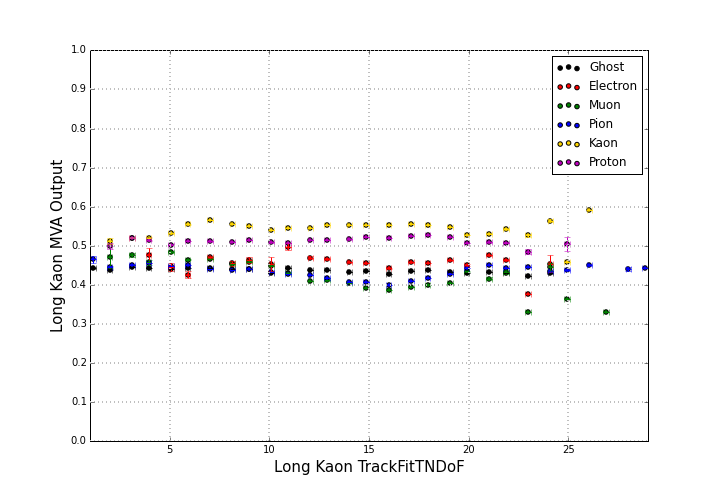 1.0
0.9
0.8
0.7
0.6
0.5
0.4
0.3
0.2
0.1
0.0
Long Kaon MVA Output
Ghost
Electron
Muon
Pion
Kaon
Proton
5 10 15 20 25
Long Kaon TrackFitTNDoF